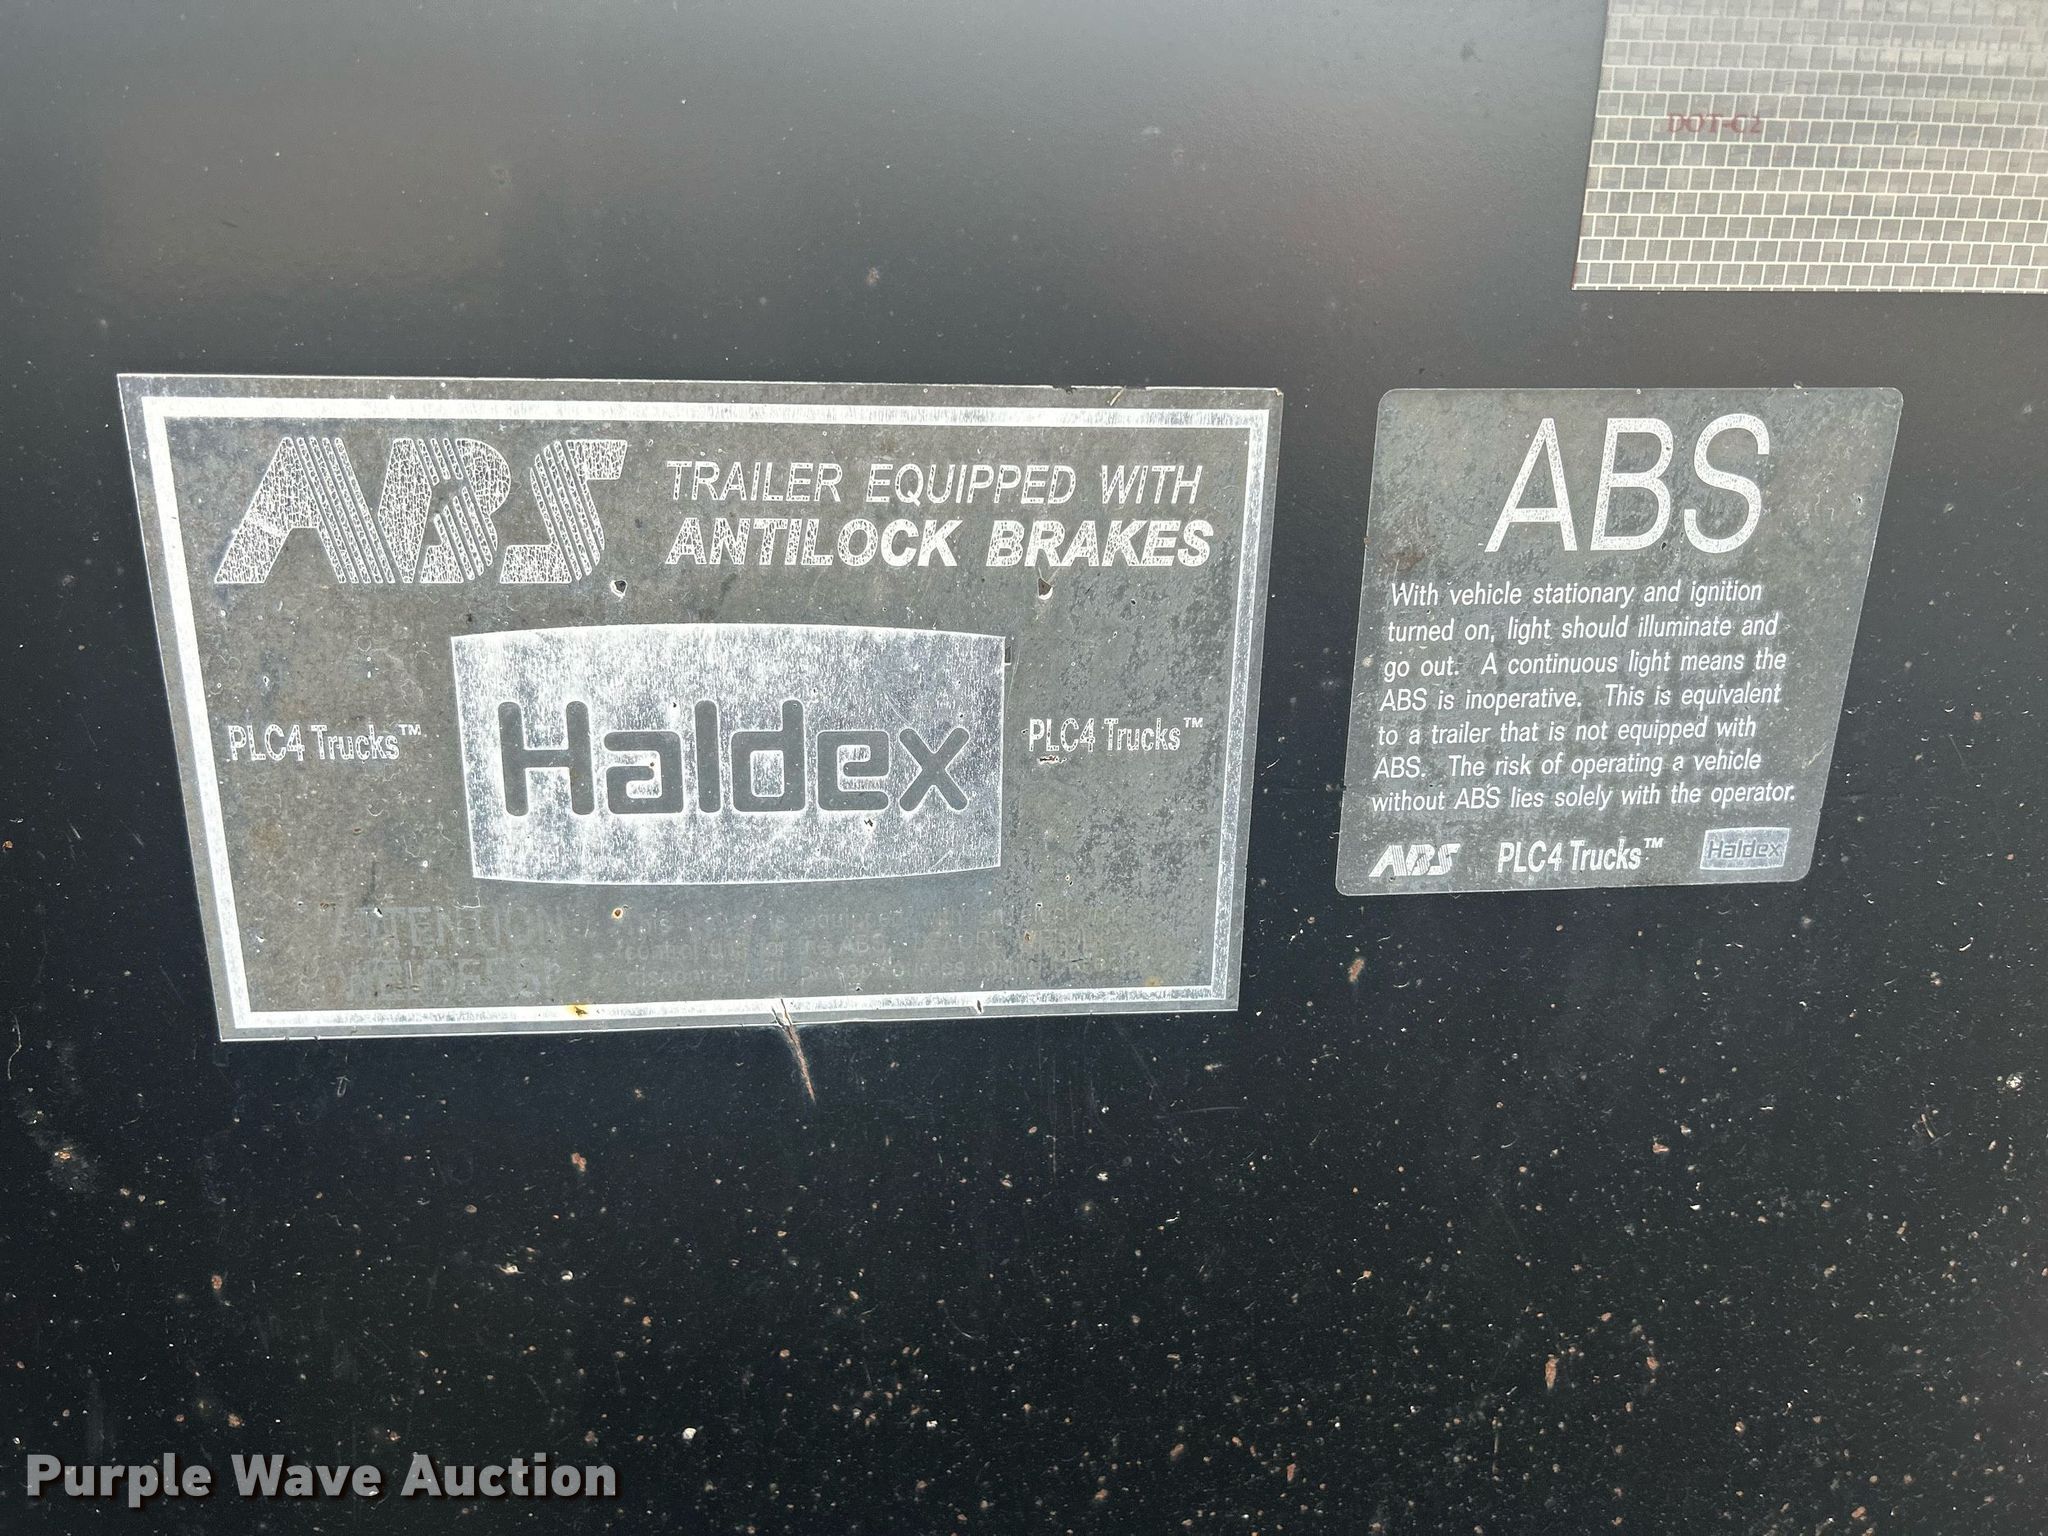 DOT-C2
ABS TRAILER EQUIPPED WITH
ANTILOCK BRAKES
PLC4 Trucks™ Haldex PLC4 Trucks™
ATTENTION
WELDERS!
ABS
With vehicle stationary and ignition
turned on, light should illuminate and
go out. A continuous light means the
ABS is inoperative. This is equivalent
to a trailer that is not equipped with
ABS. The risk of operating a vehicle
without ABS lies solely with the operator.
ABS PLC4 Trucks™ Haldex
Purple Wave Auction